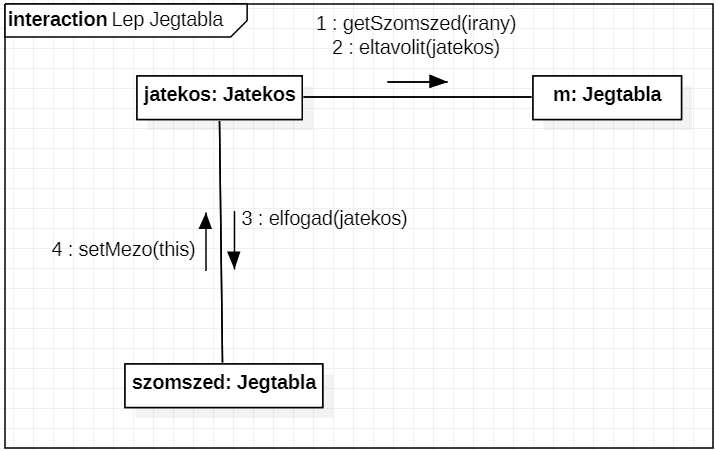 interaction Lep Jegtabla
1 : getSzomszed(irany)
2 : eltavolit(jatekos)
jatekos: Jatekos
m: Jegtabla
3 : elfogad(jatekos)
4 : setMezo(this)
szomszed: Jegtabla